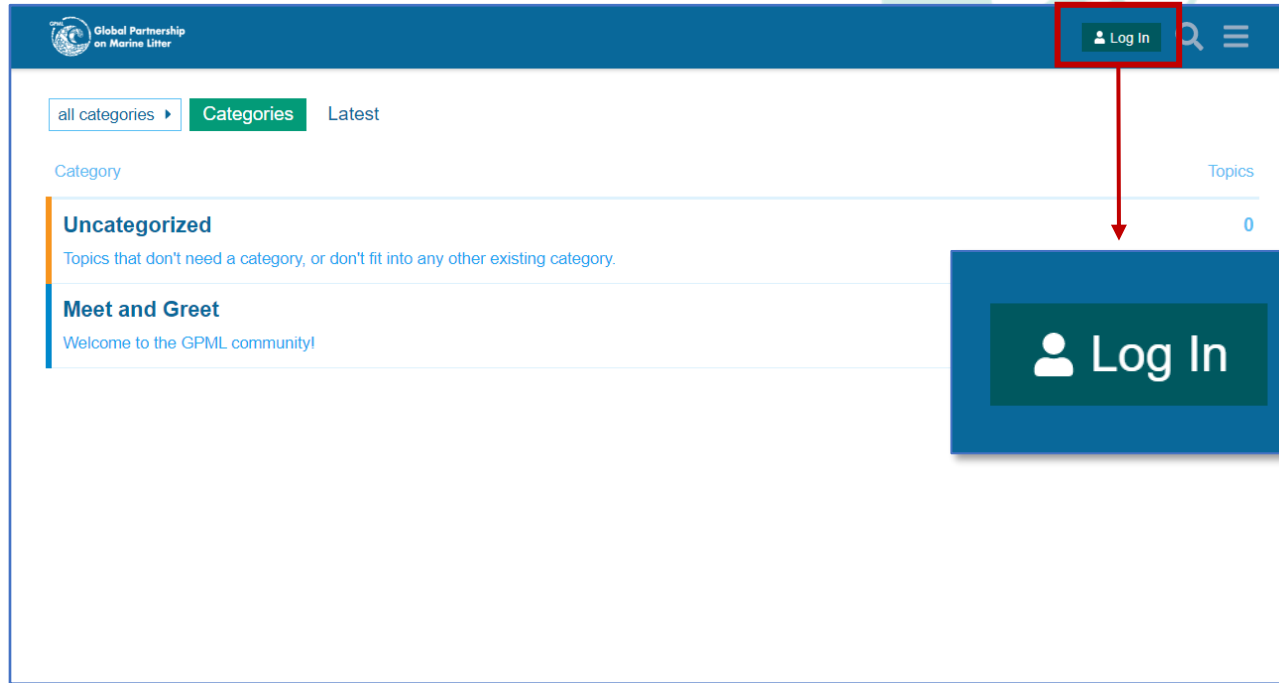 GPML
Global Partnership
on Marine Litter
Log In
all categories
Categories
Latest
Category
Topics
Uncategorized
0
Topics that don't need a category, or don't fit into any other existing category.
Meet and Greet
Welcome to the GPML community!
Log In